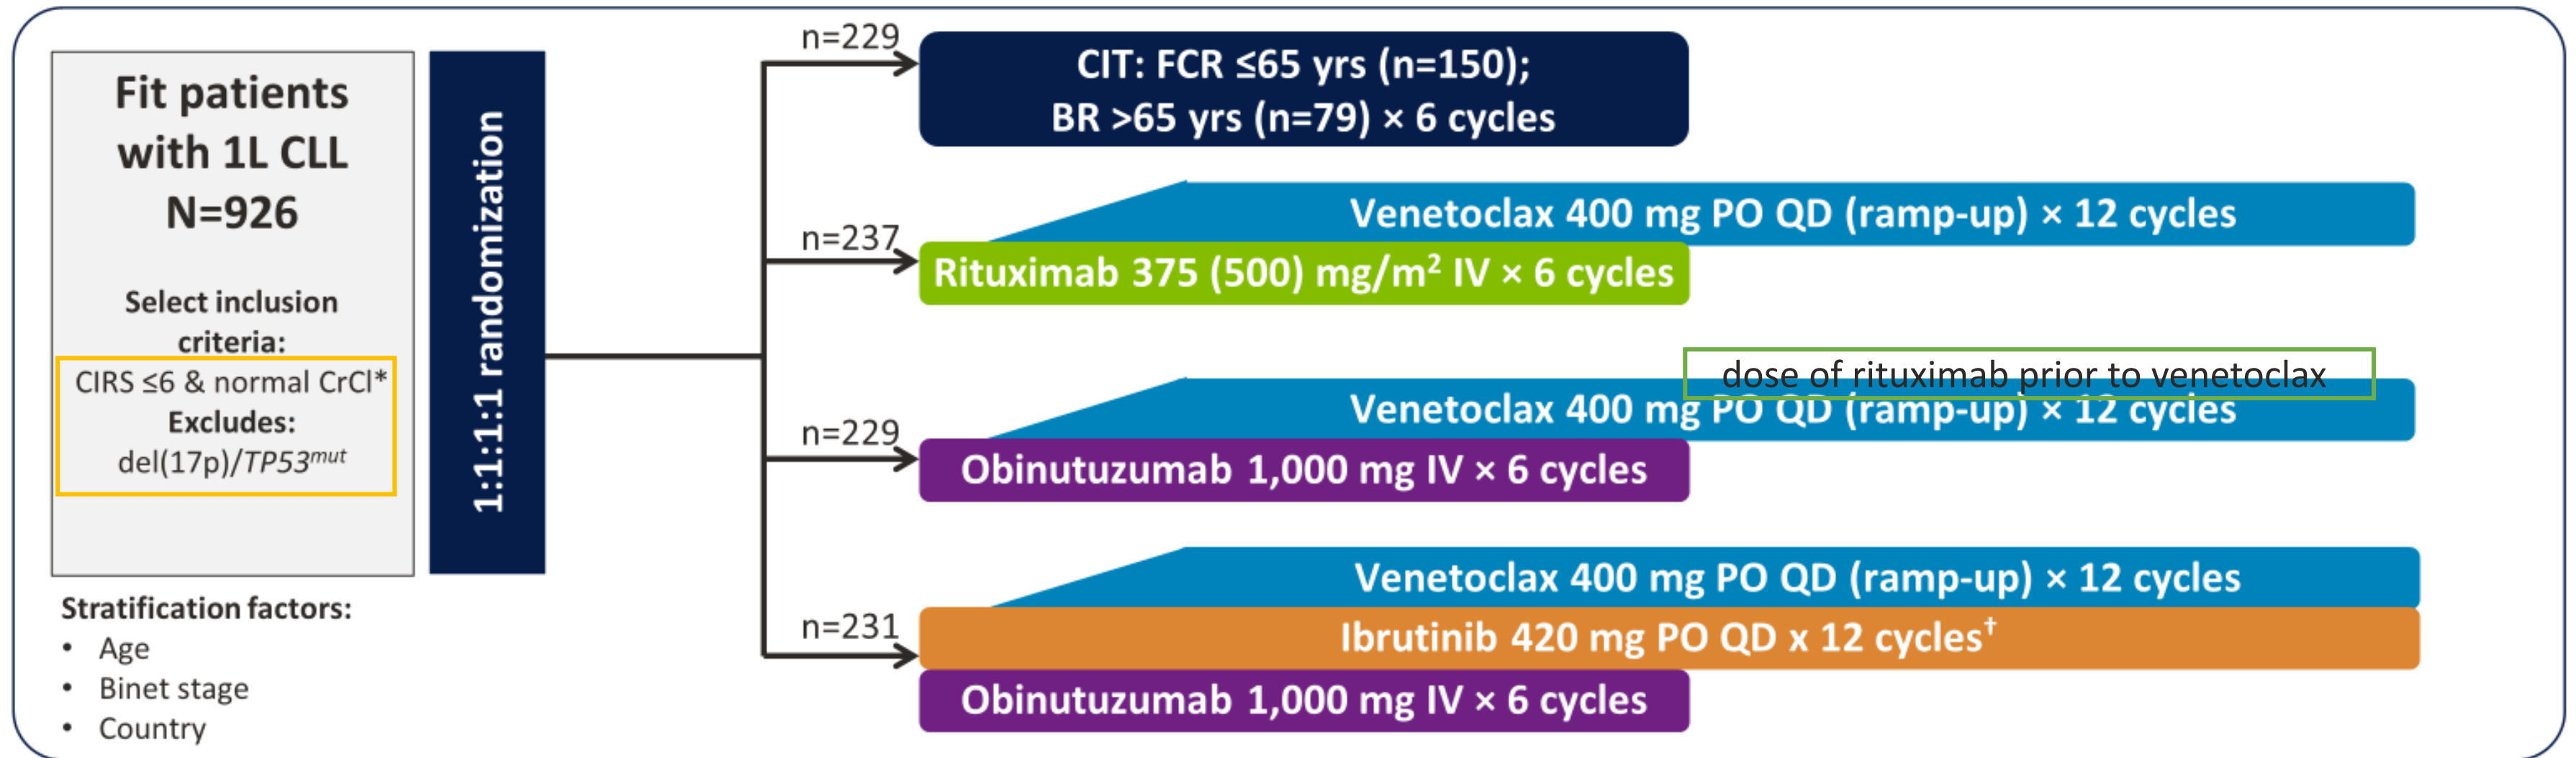 Fit patients
with 1L CLL
N=926
Select inclusion
criteria:
CIRS ≤6 & normal CrCl*
Excludes:
del(17p)/TP53ᵐᵘᵗ
Stratification factors:
• Age
• Binet stage
• Country
1:1:1:1 randomization
n=229
CIT: FCR ≤65 yrs (n=150);
BR >65 yrs (n=79) × 6 cycles
n=237
Venetoclax 400 mg PO QD (ramp-up) × 12 cycles
Rituximab 375 (500) mg/m² IV × 6 cycles
dose of rituximab prior to venetoclax
n=229
Venetoclax 400 mg PO QD (ramp-up) × 12 cycles
Obinutuzumab 1,000 mg IV × 6 cycles
n=231
Venetoclax 400 mg PO QD (ramp-up) × 12 cycles
Ibrutinib 420 mg PO QD x 12 cycles†
Obinutuzumab 1,000 mg IV × 6 cycles